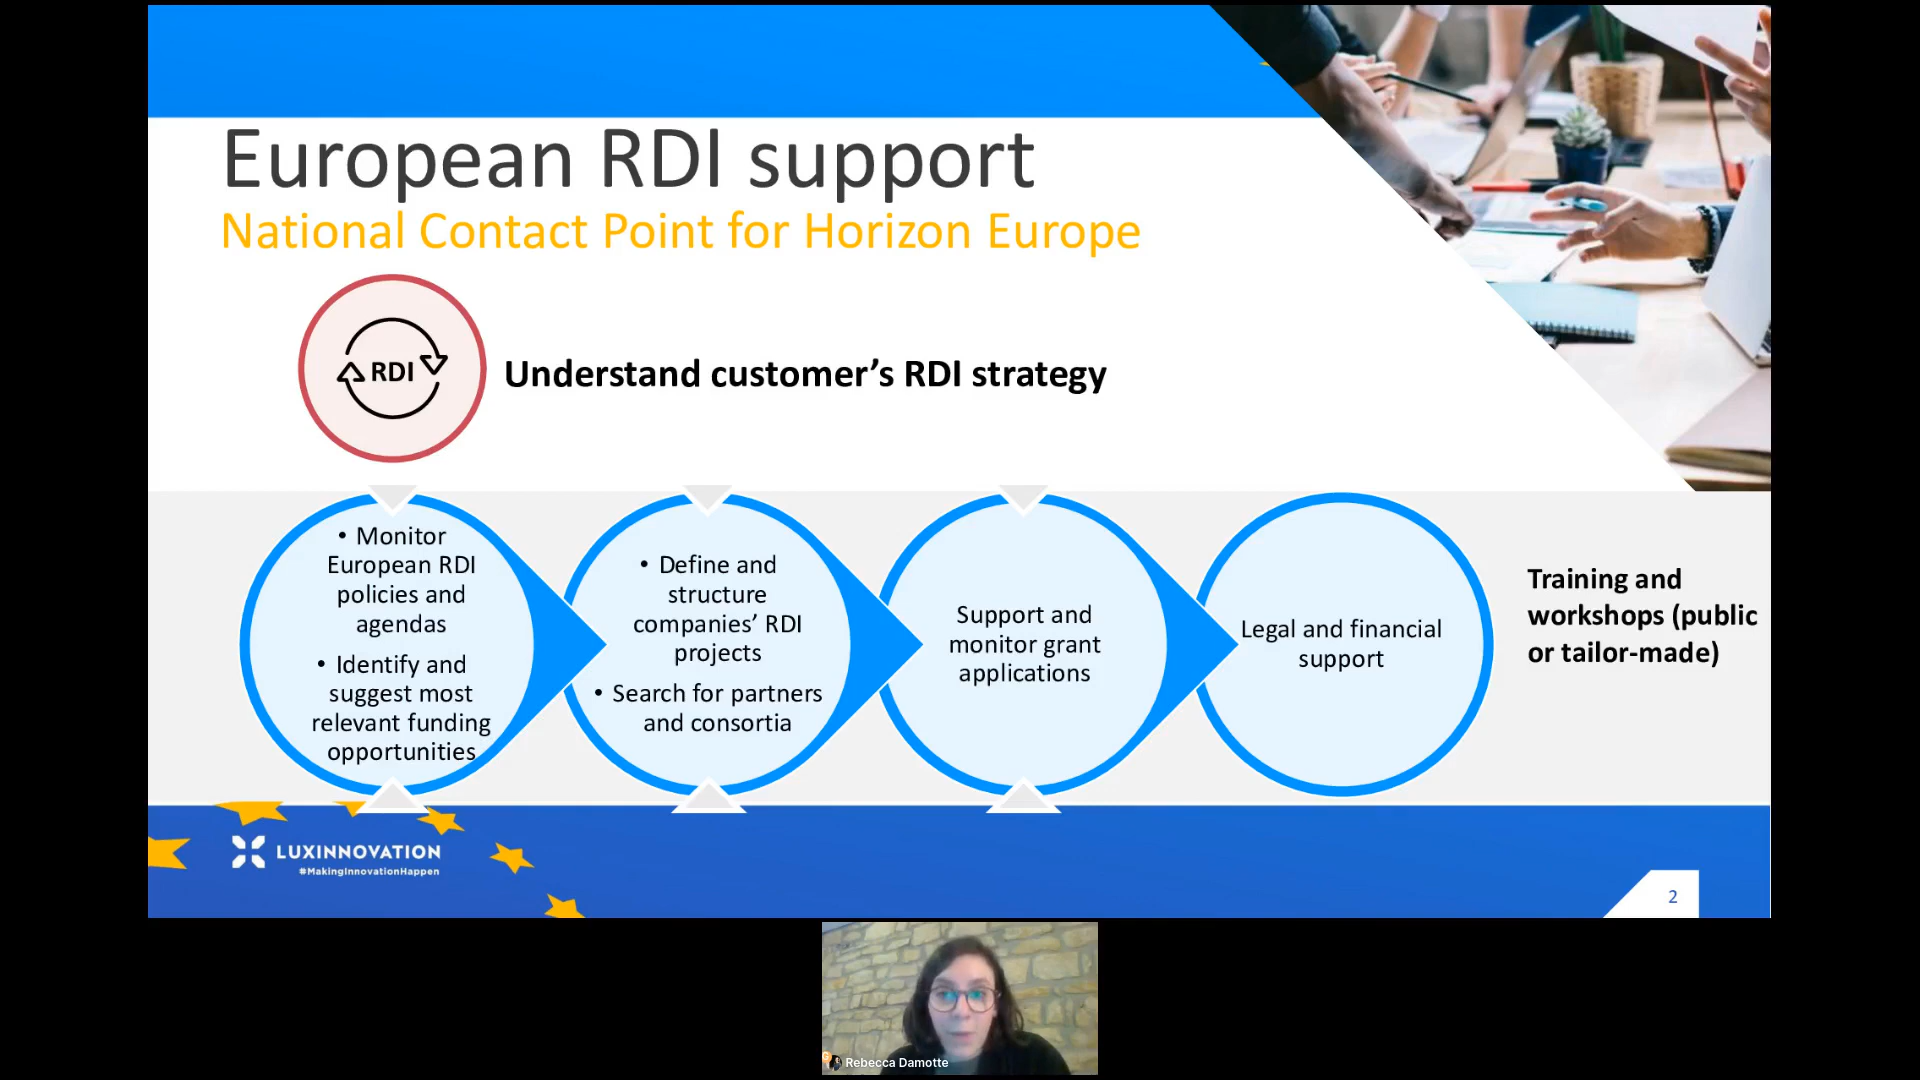 European RDI support
National Contact Point for Horizon Europe
RDI
Understand customer’s RDI strategy
• Monitor
European RDI
policies and
agendas
• Identify and
suggest most
relevant funding
opportunities
• Define and
structure
companies’ RDI
projects
• Search for partners
and consortia
Support and
monitor grant
applications
Legal and financial
support
Training and
workshops (public
or tailor-made)
LUXINNOVATION
#MakingInnovationHappen
2
Rebecca Damotte